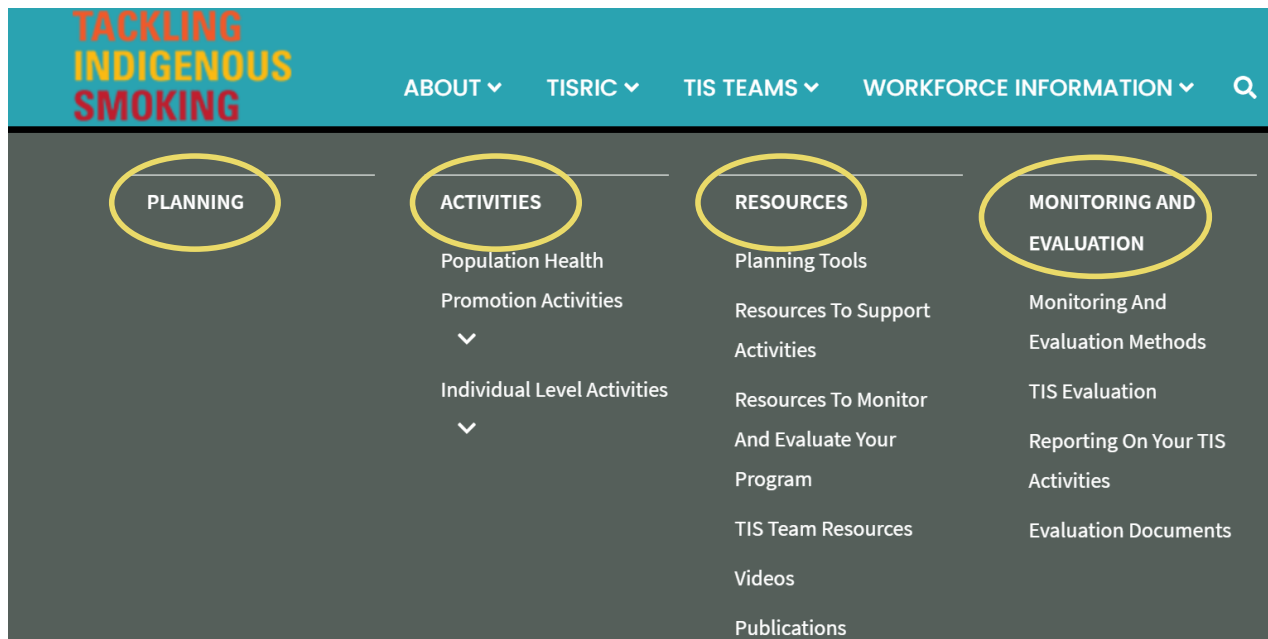 TACKLING
INDIGENOUS
SMOKING
ABOUT
TISRIC
TIS TEAMS
WORKFORCE INFORMATION
PLANNING
ACTIVITIES
Population Health
Promotion Activities
Individual Level Activities
RESOURCES
Planning Tools
Resources To Support
Activities
Resources To Monitor
And Evaluate Your
Program
TIS Team Resources
Videos
Publications
MONITORING AND
EVALUATION
Monitoring And
Evaluation Methods
TIS Evaluation
Reporting On Your TIS
Activities
Evaluation Documents